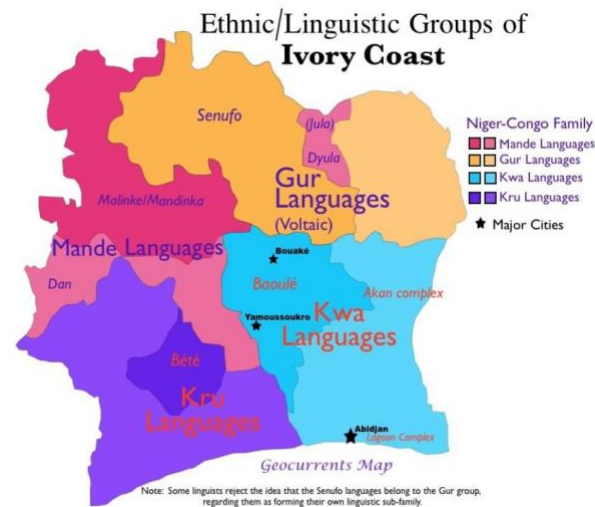 Ethnic/Linguistic Groups of
Ivory Coast
Senufo
(Jula)
Dyula
Niger-Congo Family
Mande Languages
Gur Languages
Kwa Languages
Kru Languages
Major Cities
Gur
Languages
(Voltaic)
Malinke/Mandinka
Mande Languages
Dan
Bouaké
Baoulé
Akan complex
Yamoussoukro
Kwa
Languages
Bété
Kru
Languages
Abidjan
Lagoon Complex
Geocurrents Map
Note: Some linguists reject the idea that the Senufo languages belong to the Gur group,
regarding them as forming their own linguistic sub-family.